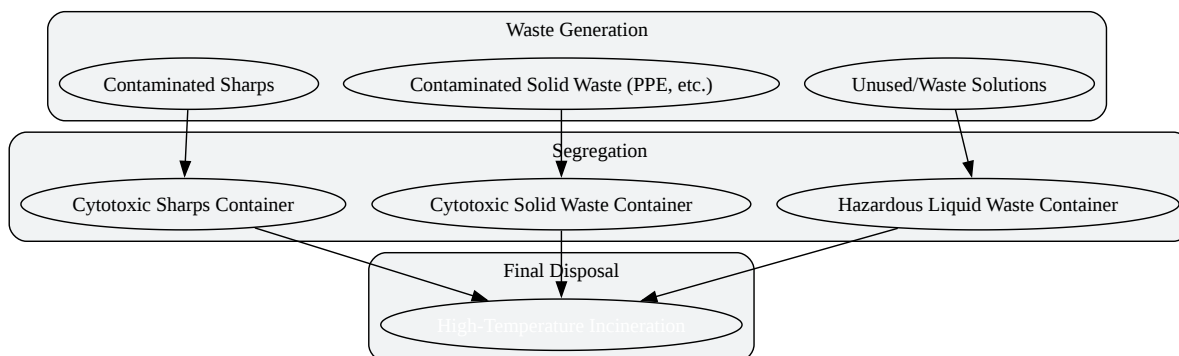 Waste Generation
Contaminated Sharps
Contaminated Solid Waste (PPE, etc.)
Unused/Waste Solutions
Segregation
Cytotoxic Sharps Container
Cytotoxic Solid Waste Container
Hazardous Liquid Waste Container
Final Disposal
High-Temperature Incineration